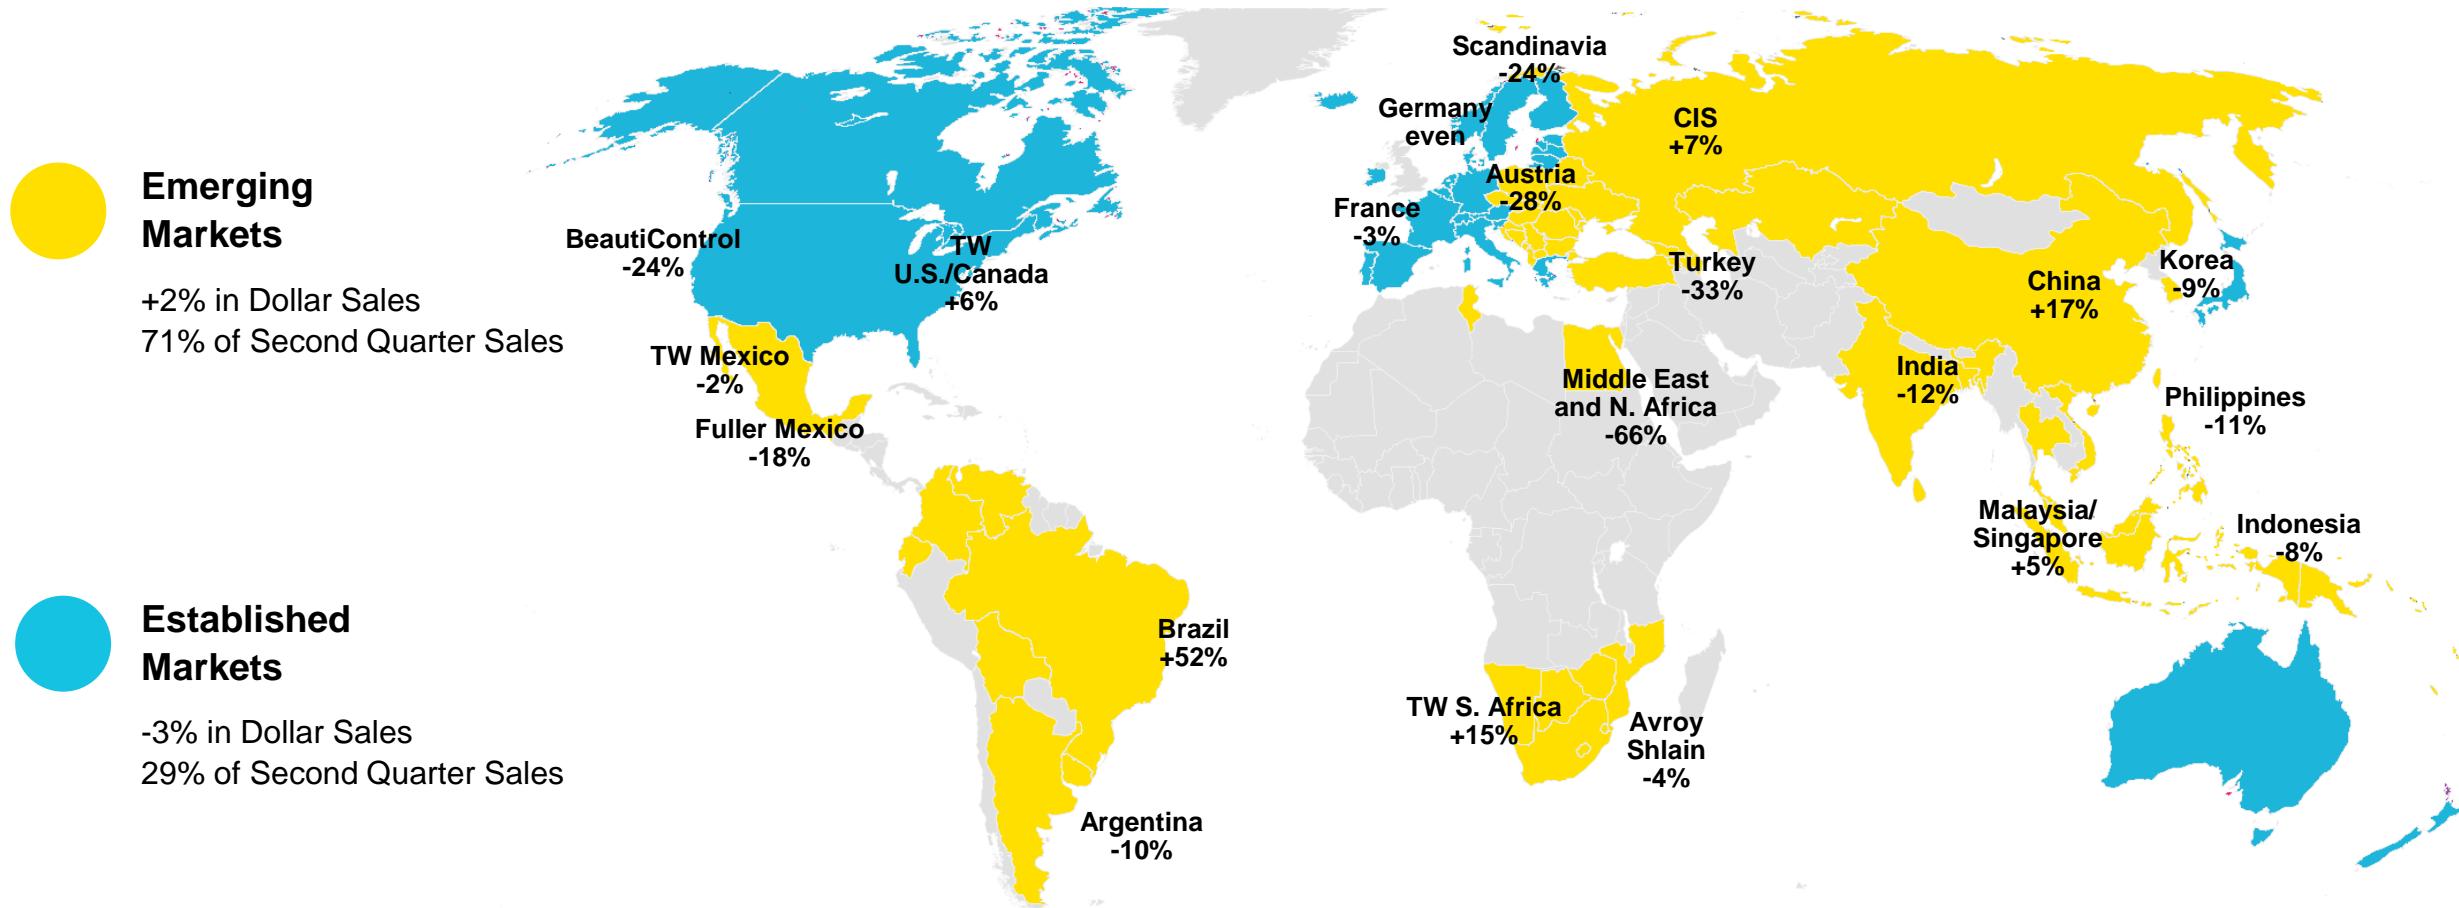 Emerging
Markets
+2% in Dollar Sales
71% of Second Quarter Sales
Established
Markets
-3% in Dollar Sales
29% of Second Quarter Sales
BeautiControl
-24%
TW
U.S./Canada
+6%
TW Mexico
-2%
Fuller Mexico
-18%
Brazil
+52%
Argentina
-10%
Scandinavia
-24%
Germany
even
Austria
-28%
France
-3%
CIS
+7%
Turkey
-33%
Middle East
and N. Africa
-66%
TW S. Africa
+15%
Avroy
Shlain
-4%
China
+17%
Korea
-9%
India
-12%
Philippines
-11%
Malaysia/
Singapore
+5%
Indonesia
-8%